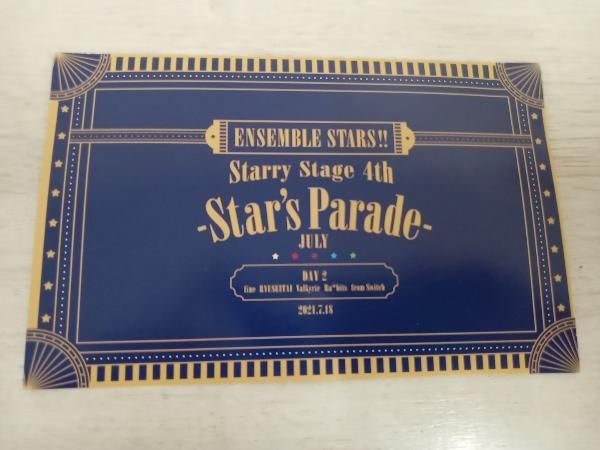 ENSEMBLE STARS!!
Starry Stage 4th
-Star's Parade-
JULY
DAY 2
fine RYUSEITAI Valkyrie Ra*bits from Switch
2021.7.18